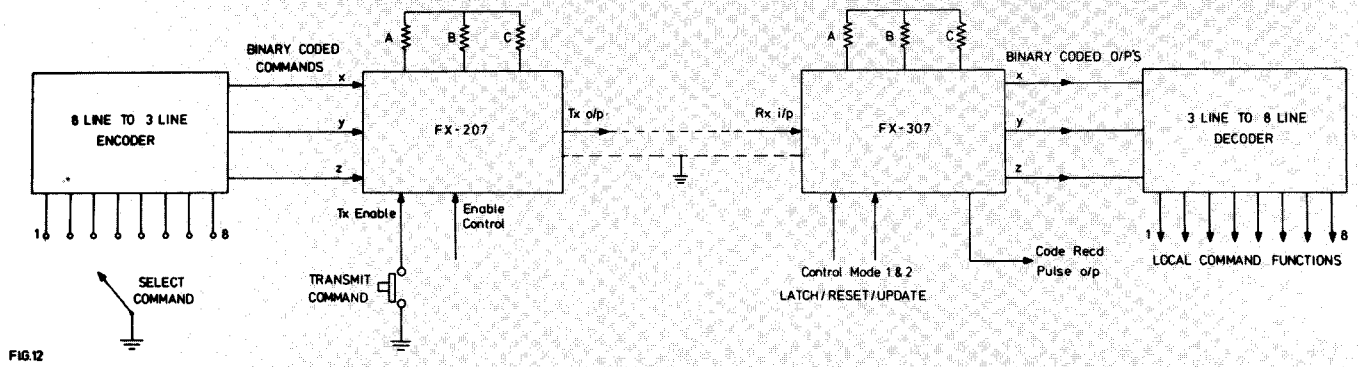 A B C
A B C
BINARY CODED
COMMANDS
BINARY CODED O/P'S
x
y
z
8 LINE TO 3 LINE
ENCODER
FX-207
Tx o/p
Rx i/p
FX-307
x
y
z
3 LINE TO 8 LINE
DECODER
1 8
Tx Enable
Enable
Control
SELECT
COMMAND
TRANSMIT
COMMAND
Control Mode 1 & 2
LATCH/RESET/UPDATE
Code Recd
Pulse o/p
1 8
LOCAL COMMAND FUNCTIONS
FIG.12